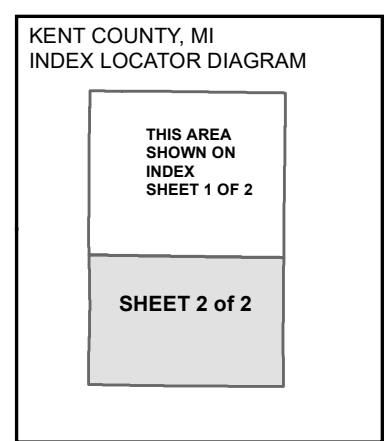 KENT COUNTY, MI
INDEX LOCATOR DIAGRAM
THIS AREA
SHOWN ON
INDEX
SHEET 1 OF 2
SHEET 2 of 2